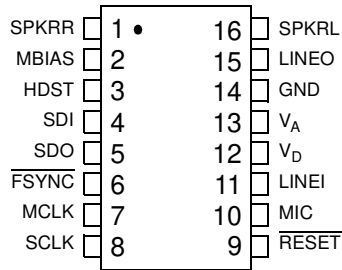 SPKRR 1 16 SPKRL
MBIAS 2 15 LINEO
HDST 3 14 GND
SDI 4 13 VA
SDO 5 12 VD
FSYNC 6 11 LINEI
MCLK 7 10 MIC
SCLK 8 9 RESET